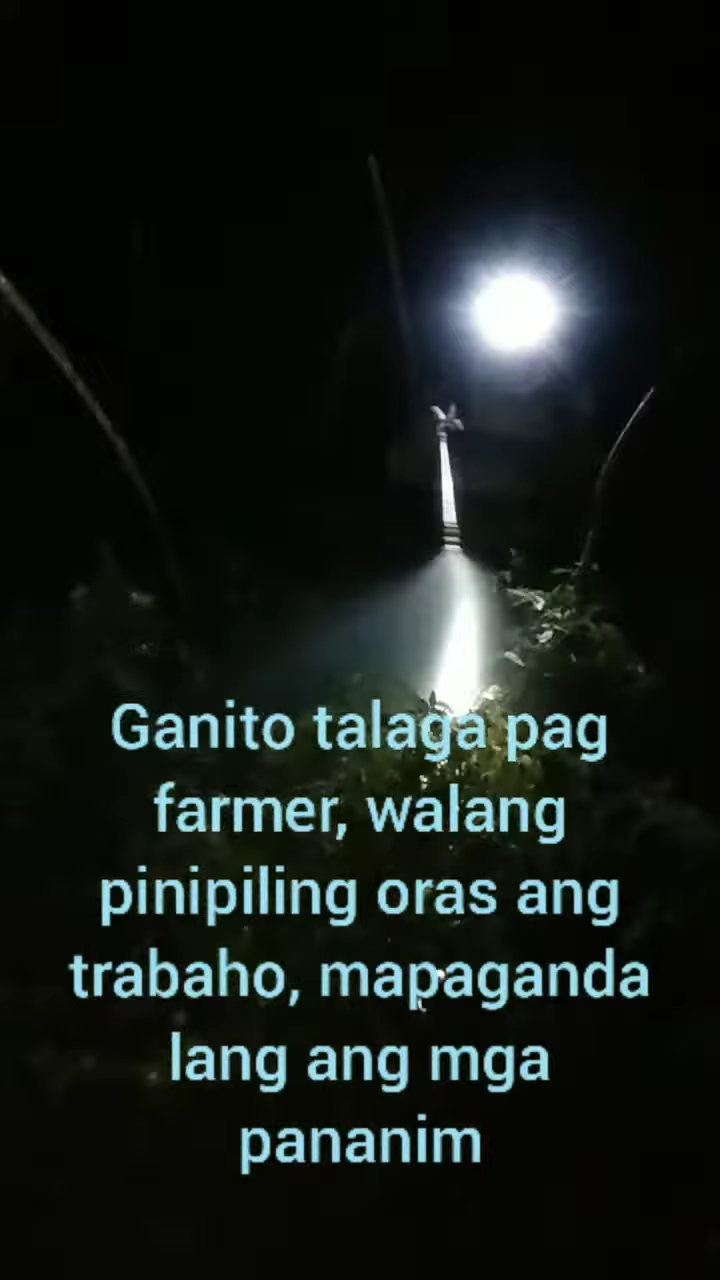 Ganito talaga pag
farmer, walang
pinipiling oras ang
trabaho, mapaganda
lang ang mga
pananim